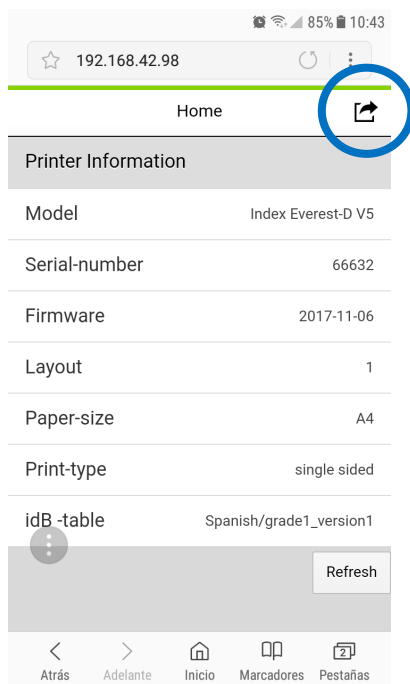 85% 10:43
192.168.42.98
Home
Printer Information
Model Index Everest-D V5
Serial-number 66632
Firmware 2017-11-06
Layout 1
Paper-size A4
Print-type single sided
idB -table Spanish/grade1_version1
Refresh
2
Atrás Adelante Inicio Marcadores Pestañas